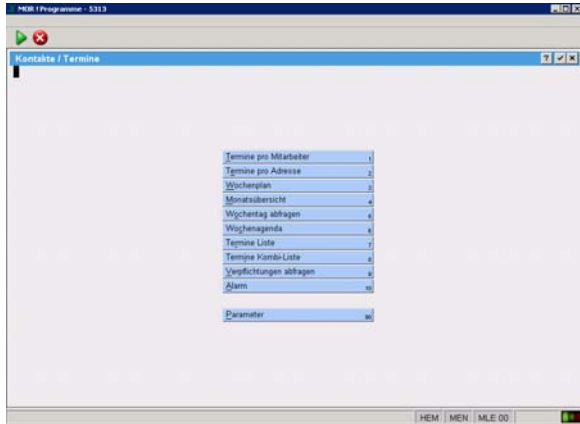 MOR ! Programme - 5313
Kontakte / Termine
Termine pro Mitarbeiter 1
Termine pro Adresse 2
Wochenplan 3
Monatsübersicht 4
Wochentag abfragen 5
Wochenagenda 6
Termine Liste 7
Termine Kombi-Liste 8
Verpflichtungen abfragen 9
Alarm 10
Parameter
HEM MEN MLE 00